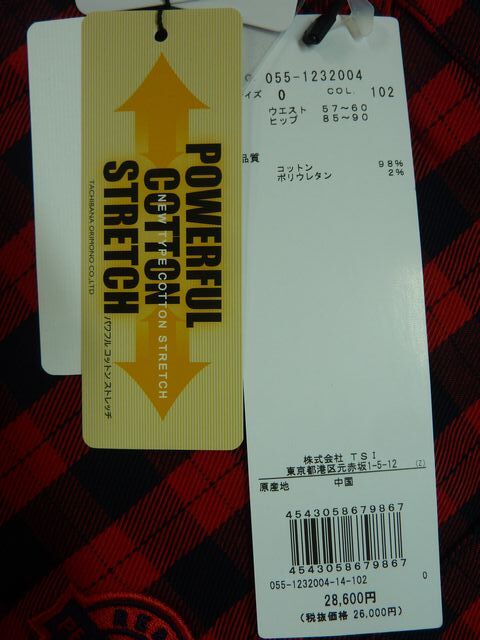 POWERFUL
COTTON
STRETCH
NEW TYPE COTTON STRETCH
パワフル コットン ストレッチ
TACHIBANA ORIMONO CO.,LTD
055-1232004
イズ 0 COL. 102
ウエスト 57～60
ヒップ 85～90
品質
コットン 98%
ポリウレタン 2%
株式会社 TSI
東京都港区元赤坂1-5-12 (2)
原産地 中国
4543058679867
4543058679867
055-1232004-14-102 0
28,600円
(税抜価格 26,000円)